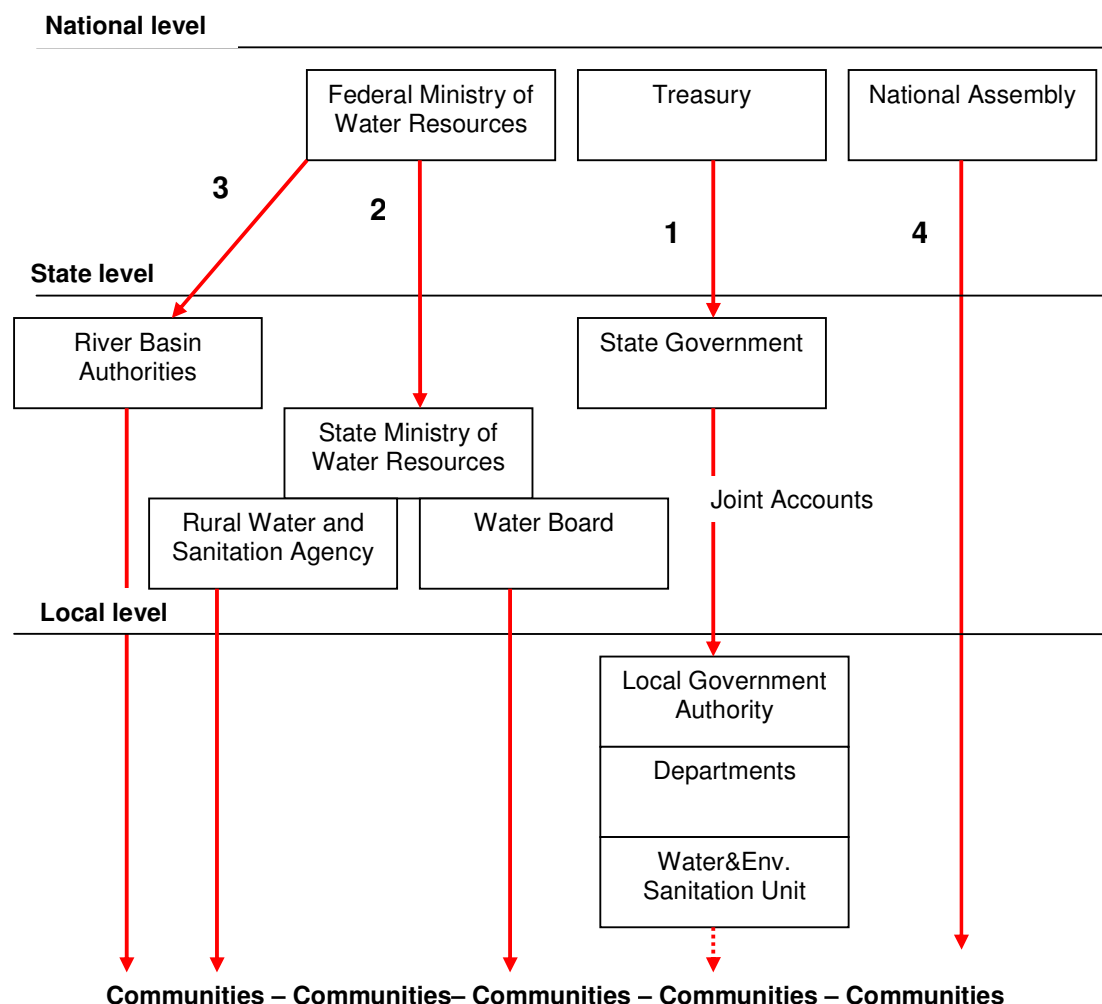 National level
Federal Ministry of
Water Resources
Treasury
National Assembly
3
2
1
4
State level
River Basin
Authorities
State Government
State Ministry of
Water Resources
Joint Accounts
Rural Water and
Sanitation Agency
Water Board
Local level
Local Government
Authority
Departments
Water&Env.
Sanitation Unit
Communities – Communities– Communities – Communities – Communities